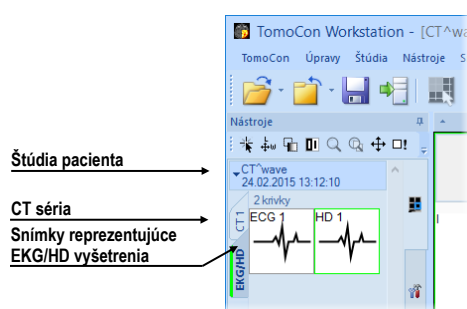 TomoCon Workstation - [CT^wa
TomoCon Úpravy Štúdia Nástroje S
Nástroje
Štúdia pacienta
CT^wave
24.02.2015 13:12:10
2 krivky
CT séria
CT 1
ECG 1 HD 1
Snímky reprezentujúce
EKG/HD vyšetrenia
EKG/HD